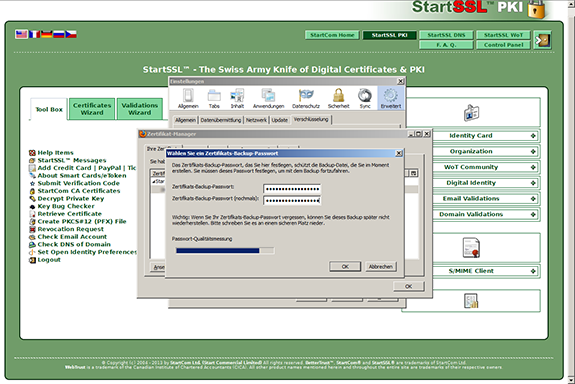 StartSSL™ PKI
StartCom Home
StartSSL PKI
StartSSL DNS
StartSSL WoT
F. A. Q.
Control Panel
StartSSL™ - The Swiss Army Knife of Digital Certificates & PKI
Tool Box
Certificates Wizard
Validations Wizard
Help Items
StartSSL™ Messages
Add Credit Card | PayPal | Tic
About Smart Cards/eToken
Submit Verification Code
StartCom CA Certificates
Decrypt Private Key
Key Bug Checker
Retrieve Certificate
Create PKCS#12 (PFX) File
Revocation Request
Check Email Account
Check DNS of Domain
Set Open Identity Preferences
Logout
Einstellungen
Allgemein
Tabs
Inhalt
Anwendungen
Datenschutz
Sicherheit
Sync
Erweitert
Allgemein
Datenübermittlung
Netzwerk
Update
Verschlüsselung
Zertifikat-Manager
Ihre Ze
Sie hab
Wählen Sie ein Zertifikats-Backup-Passwort
Das Zertifikats-Backup-Passwort, das Sie hier festlegen, schützt die Backup-Datei, die Sie im Moment
erstellen. Sie müssen dieses Passwort festlegen, um mit dem Backup fortzufahren.
Zertifikats-Backup-Passwort:
Zertifikats-Backup-Passwort (nochmals):
Wichtig: Wenn Sie Ihr Zertifikats-Backup-Passwort vergessen, können Sie dieses Backup später nicht
wiederherstellen. Bitte schreiben Sie es an einem sicheren Platz nieder.
Passwort-Qualitätsmessung
OK
Abbrechen
Anse
OK
Identity Card
Organization
WoT Community
Digital Identity
Email Validations
Domain Validations
S/MIME Client
© Copyright (c) 2004 - 2013 by StartCom Ltd. (Start Commercial Limited) All rights reserved. BetterTrust™, StartCom® and StartSSL® are trademarks of StartCom Ltd.
WebTrust is a trademark of the Canadian Institute of Chartered Accountants (CICA). All other product names mentioned herein and throughout the entire site are trademarks of their respective owners.